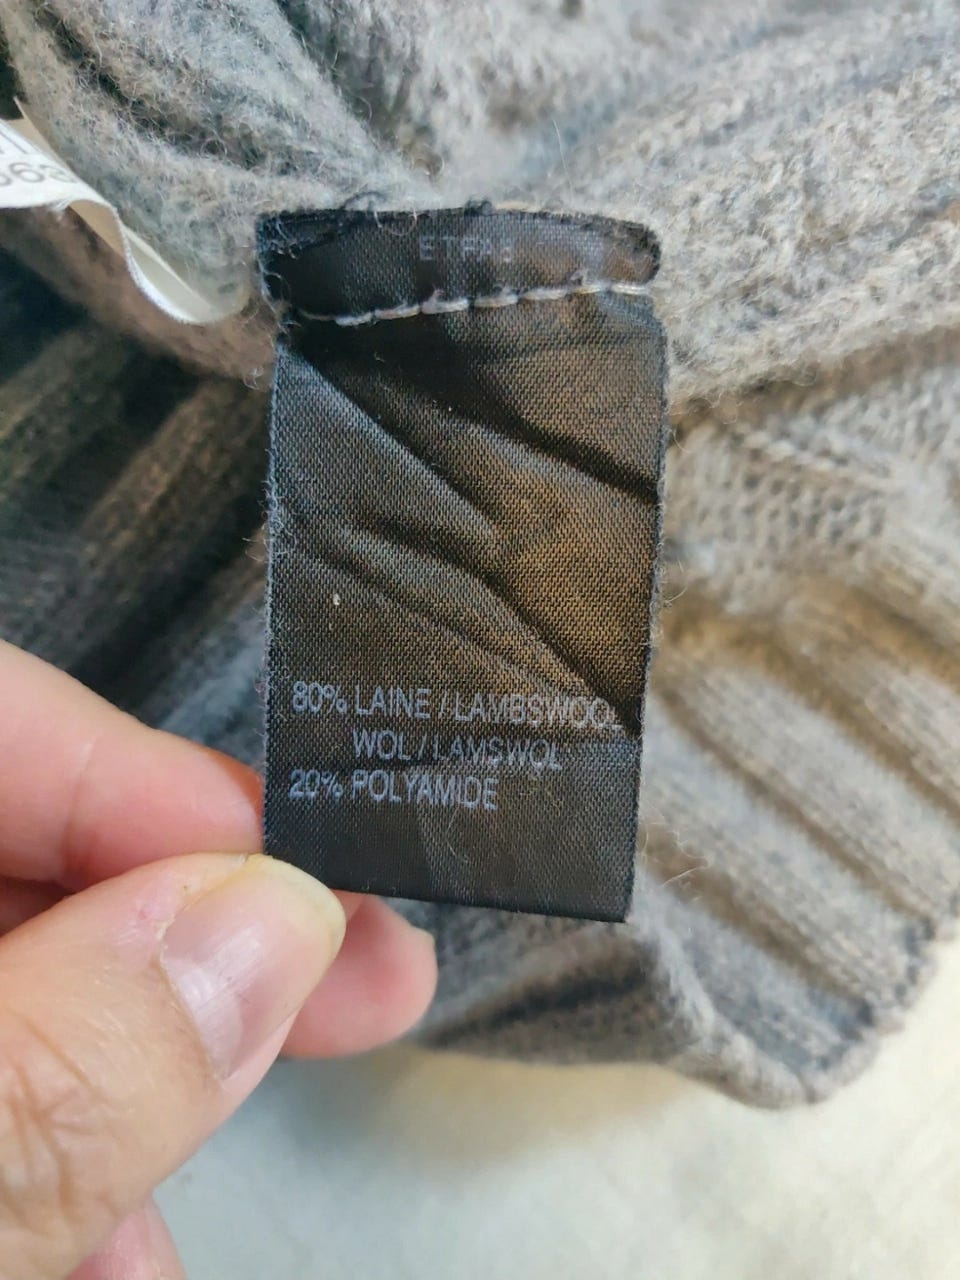 80% LAINE / LAMBSWOOL
WOL / LAMSWOL
20% POLYAMIDE